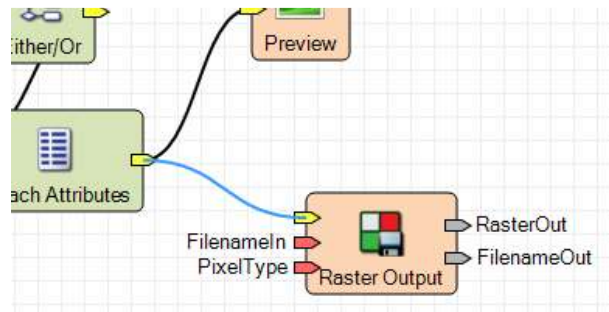 ither/Or
Preview
ach Attributes
RasterOut
FilenameIn
FilenameOut
PixelType
Raster Output